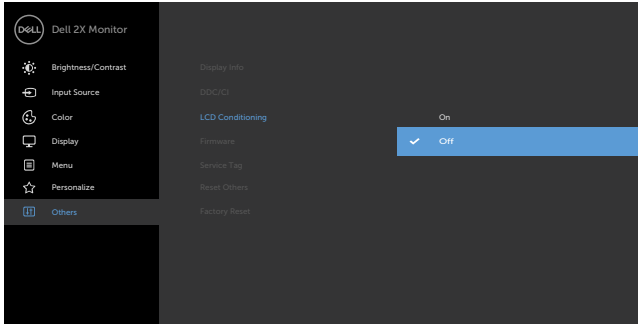 DELL Dell 2X Monitor
Brightness/Contrast
Input Source
Color
Display
Menu
Personalize
Others
Display Info
DDC/CI
LCD Conditioning
Firmware
Service Tag
Reset Others
Factory Reset
On
Off